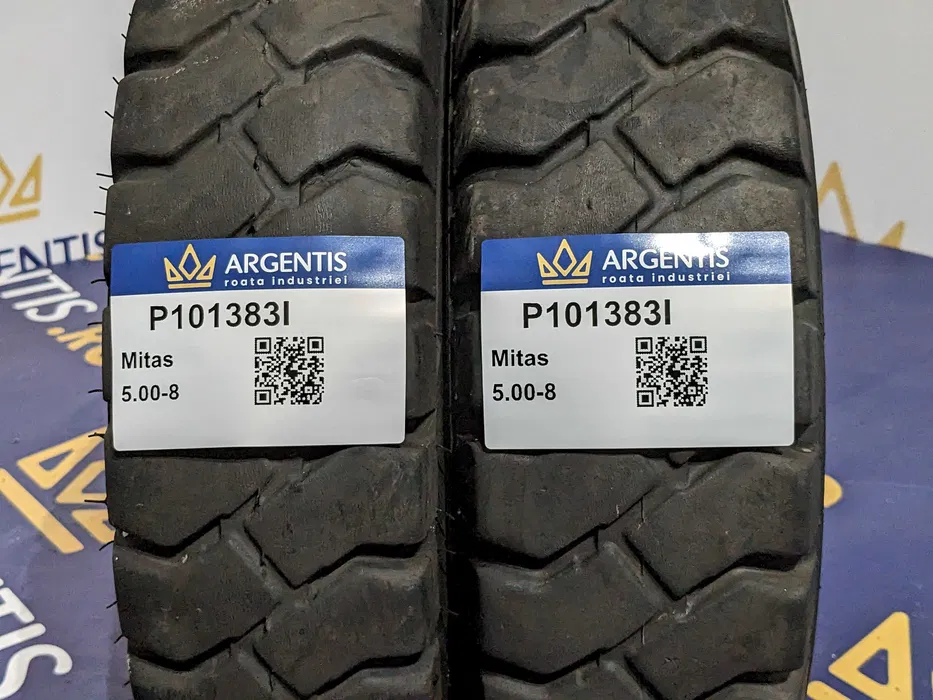 ARGENTIS
roata industriei
P101383I
Mitas
5.00-8
ARGENTIS
roata industriei
P101383I
Mitas
5.00-8